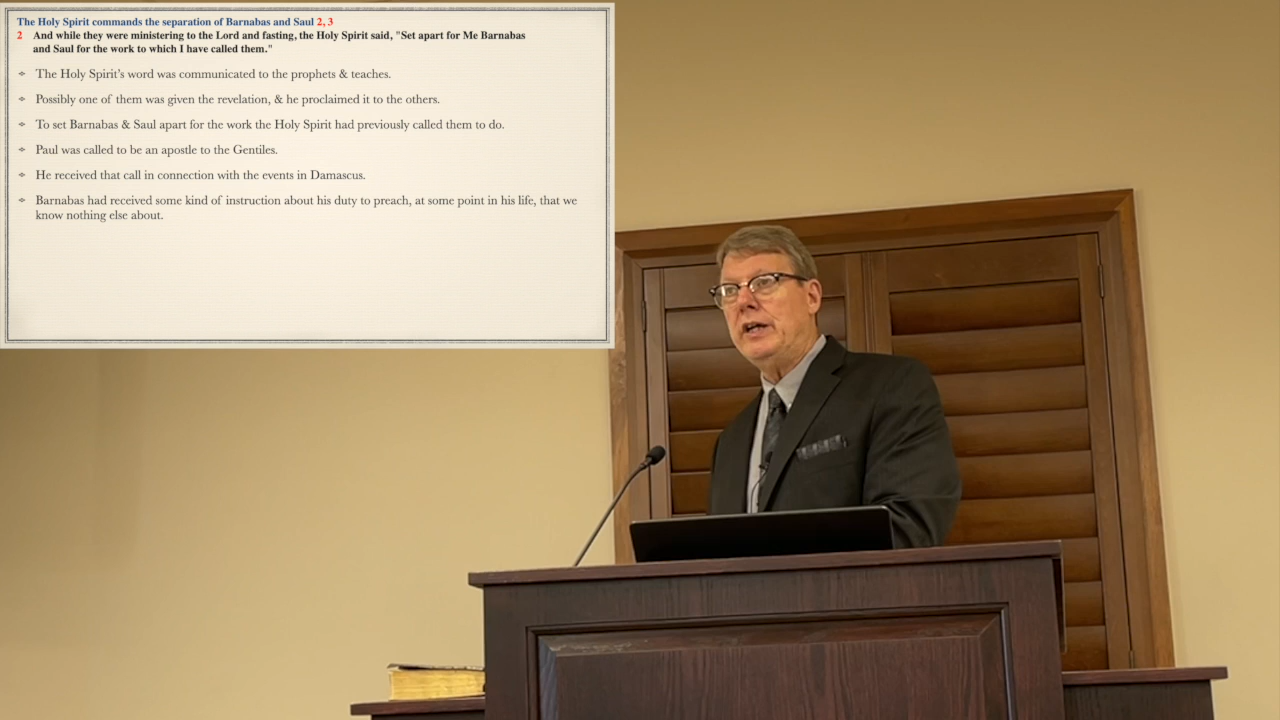 The Holy Spirit commands the separation of Barnabas and Saul 2, 3
2 And while they were ministering to the Lord and fasting, the Holy Spirit said, "Set apart for Me Barnabas
and Saul for the work to which I have called them."
The Holy Spirit's word was communicated to the prophets & teaches.
Possibly one of them was given the revelation, & he proclaimed it to the others.
To set Barnabas & Saul apart for the work the Holy Spirit had previously called them to do.
Paul was called to be an apostle to the Gentiles.
He received that call in connection with the events in Damascus.
Barnabas had received some kind of instruction about his duty to preach, at some point in his life, that we
know nothing else about.